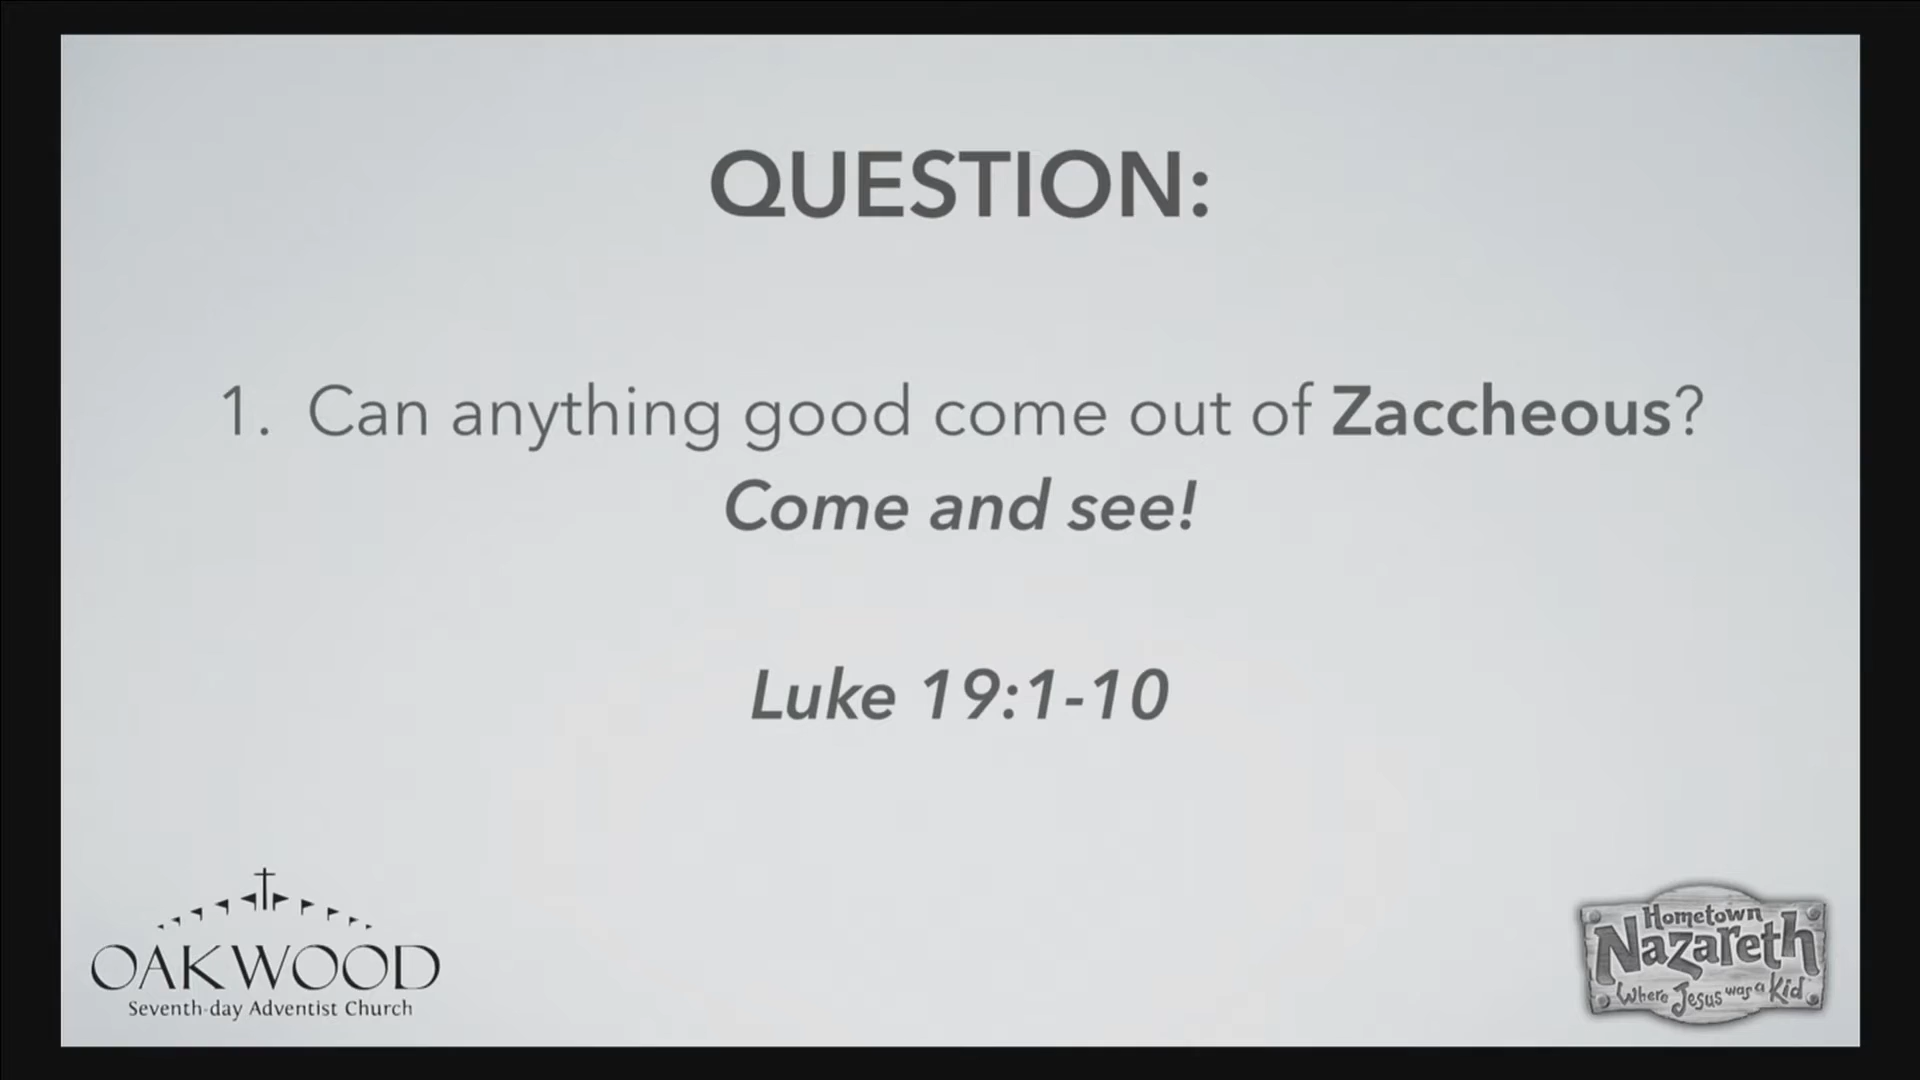 QUESTION:
1. Can anything good come out of Zaccheous?
Come and see!
Luke 19:1-10
OAKWOOD
Seventh-day Adventist Church
Hometown
Nazareth
Where Jesus was a Kid